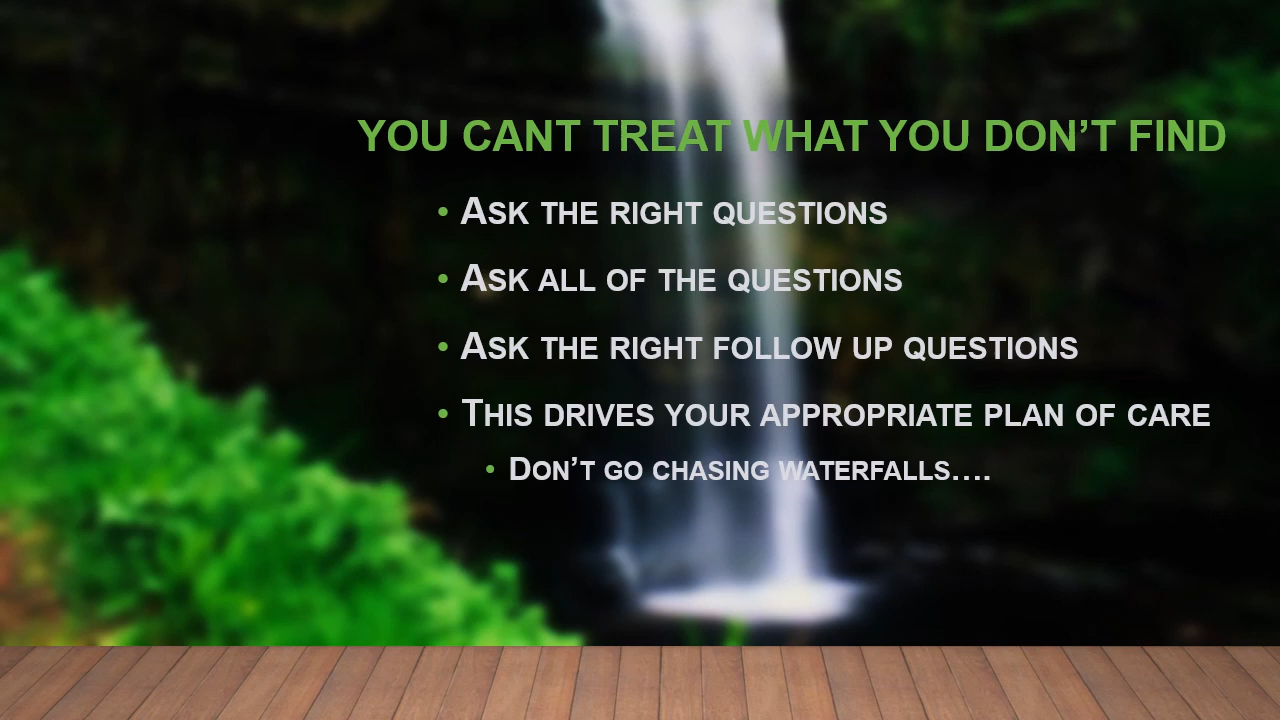 YOU CANT TREAT WHAT YOU DON’T FIND
• ASK THE RIGHT QUESTIONS
• ASK ALL OF THE QUESTIONS
• ASK THE RIGHT FOLLOW UP QUESTIONS
• THIS DRIVES YOUR APPROPRIATE PLAN OF CARE
• DON’T GO CHASING WATERFALLS….